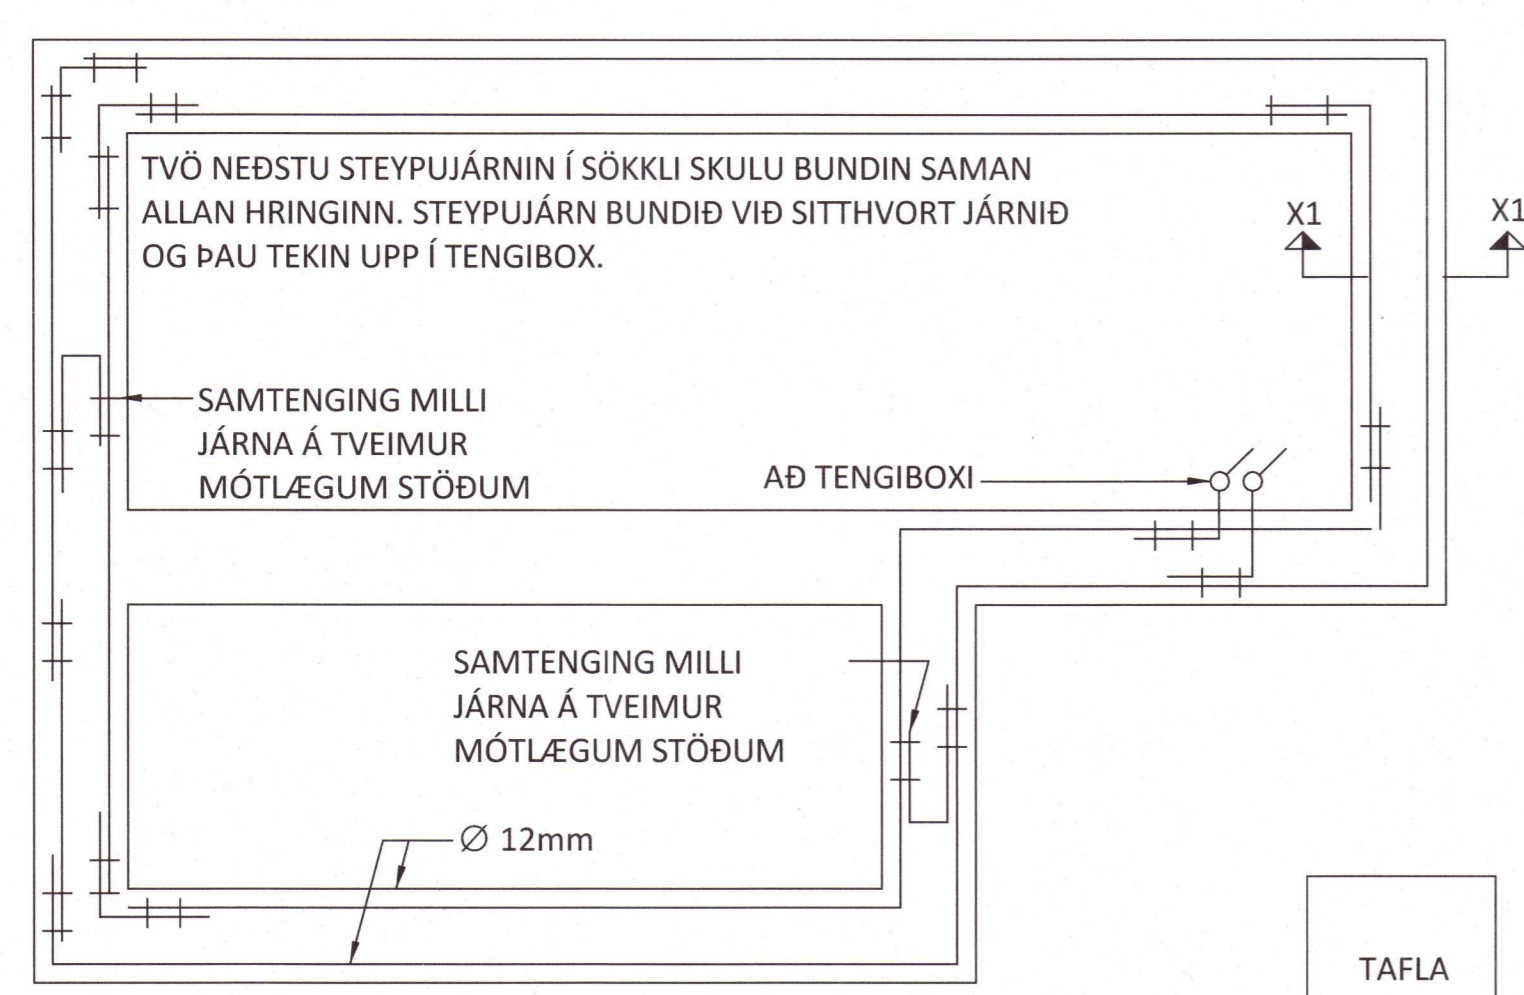 TVÖ NEÐSTU STEYPUJÁRNIN Í SÖKKLI SKULU BUNDIN SAMAN
ALLAN HRINGINN. STEYPUJÁRN BUNDIÐ VIÐ SITTHVORT JÁRNIÐ
OG ÞAU TEKIN UPP Í TENGIBOX.
X1
X1
SAMTENGING MILLI
JÁRNA Á TVEIMUR
MÓTLÆGUM STÖÐUM
AÐ TENGIBOXI
SAMTENGING MILLI
JÁRNA Á TVEIMUR
MÓTLÆGUM STÖÐUM
∅ 12mm
TAFLA